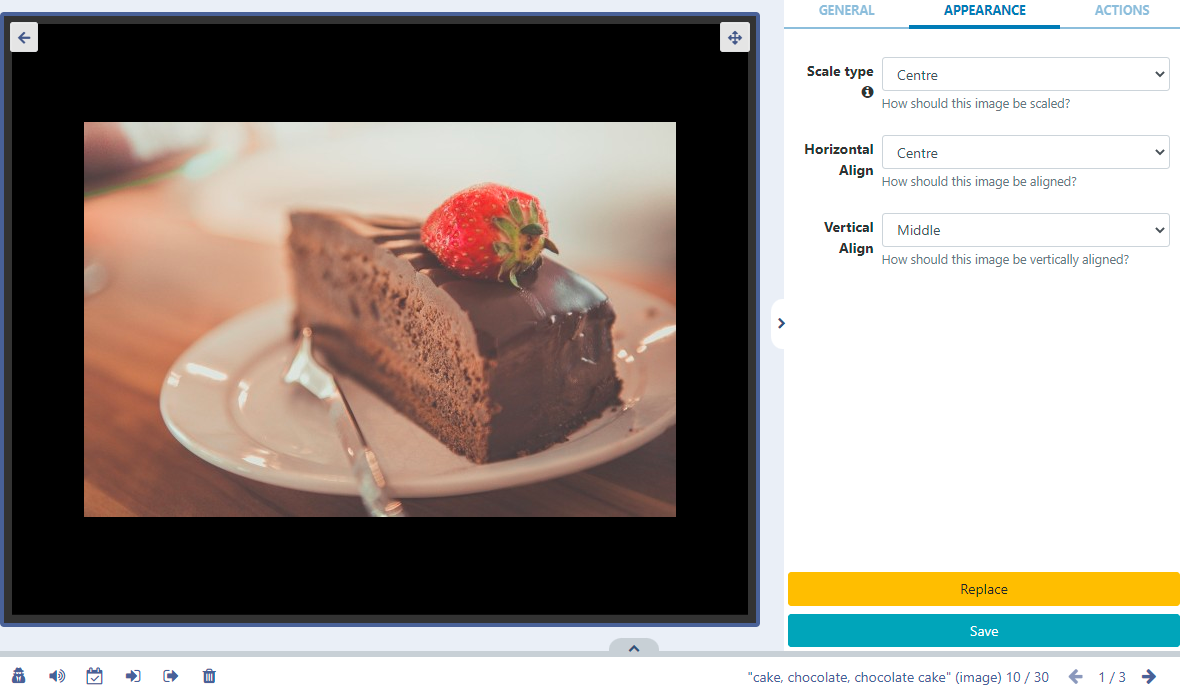 GENERAL
APPEARANCE
ACTIONS
Scale type
Centre
How should this image be scaled?
Horizontal
Align
Centre
How should this image be aligned?
Vertical
Align
Middle
How should this image be vertically aligned?
Replace
Save
"cake, chocolate, chocolate cake" (image) 10 / 30
1 / 3